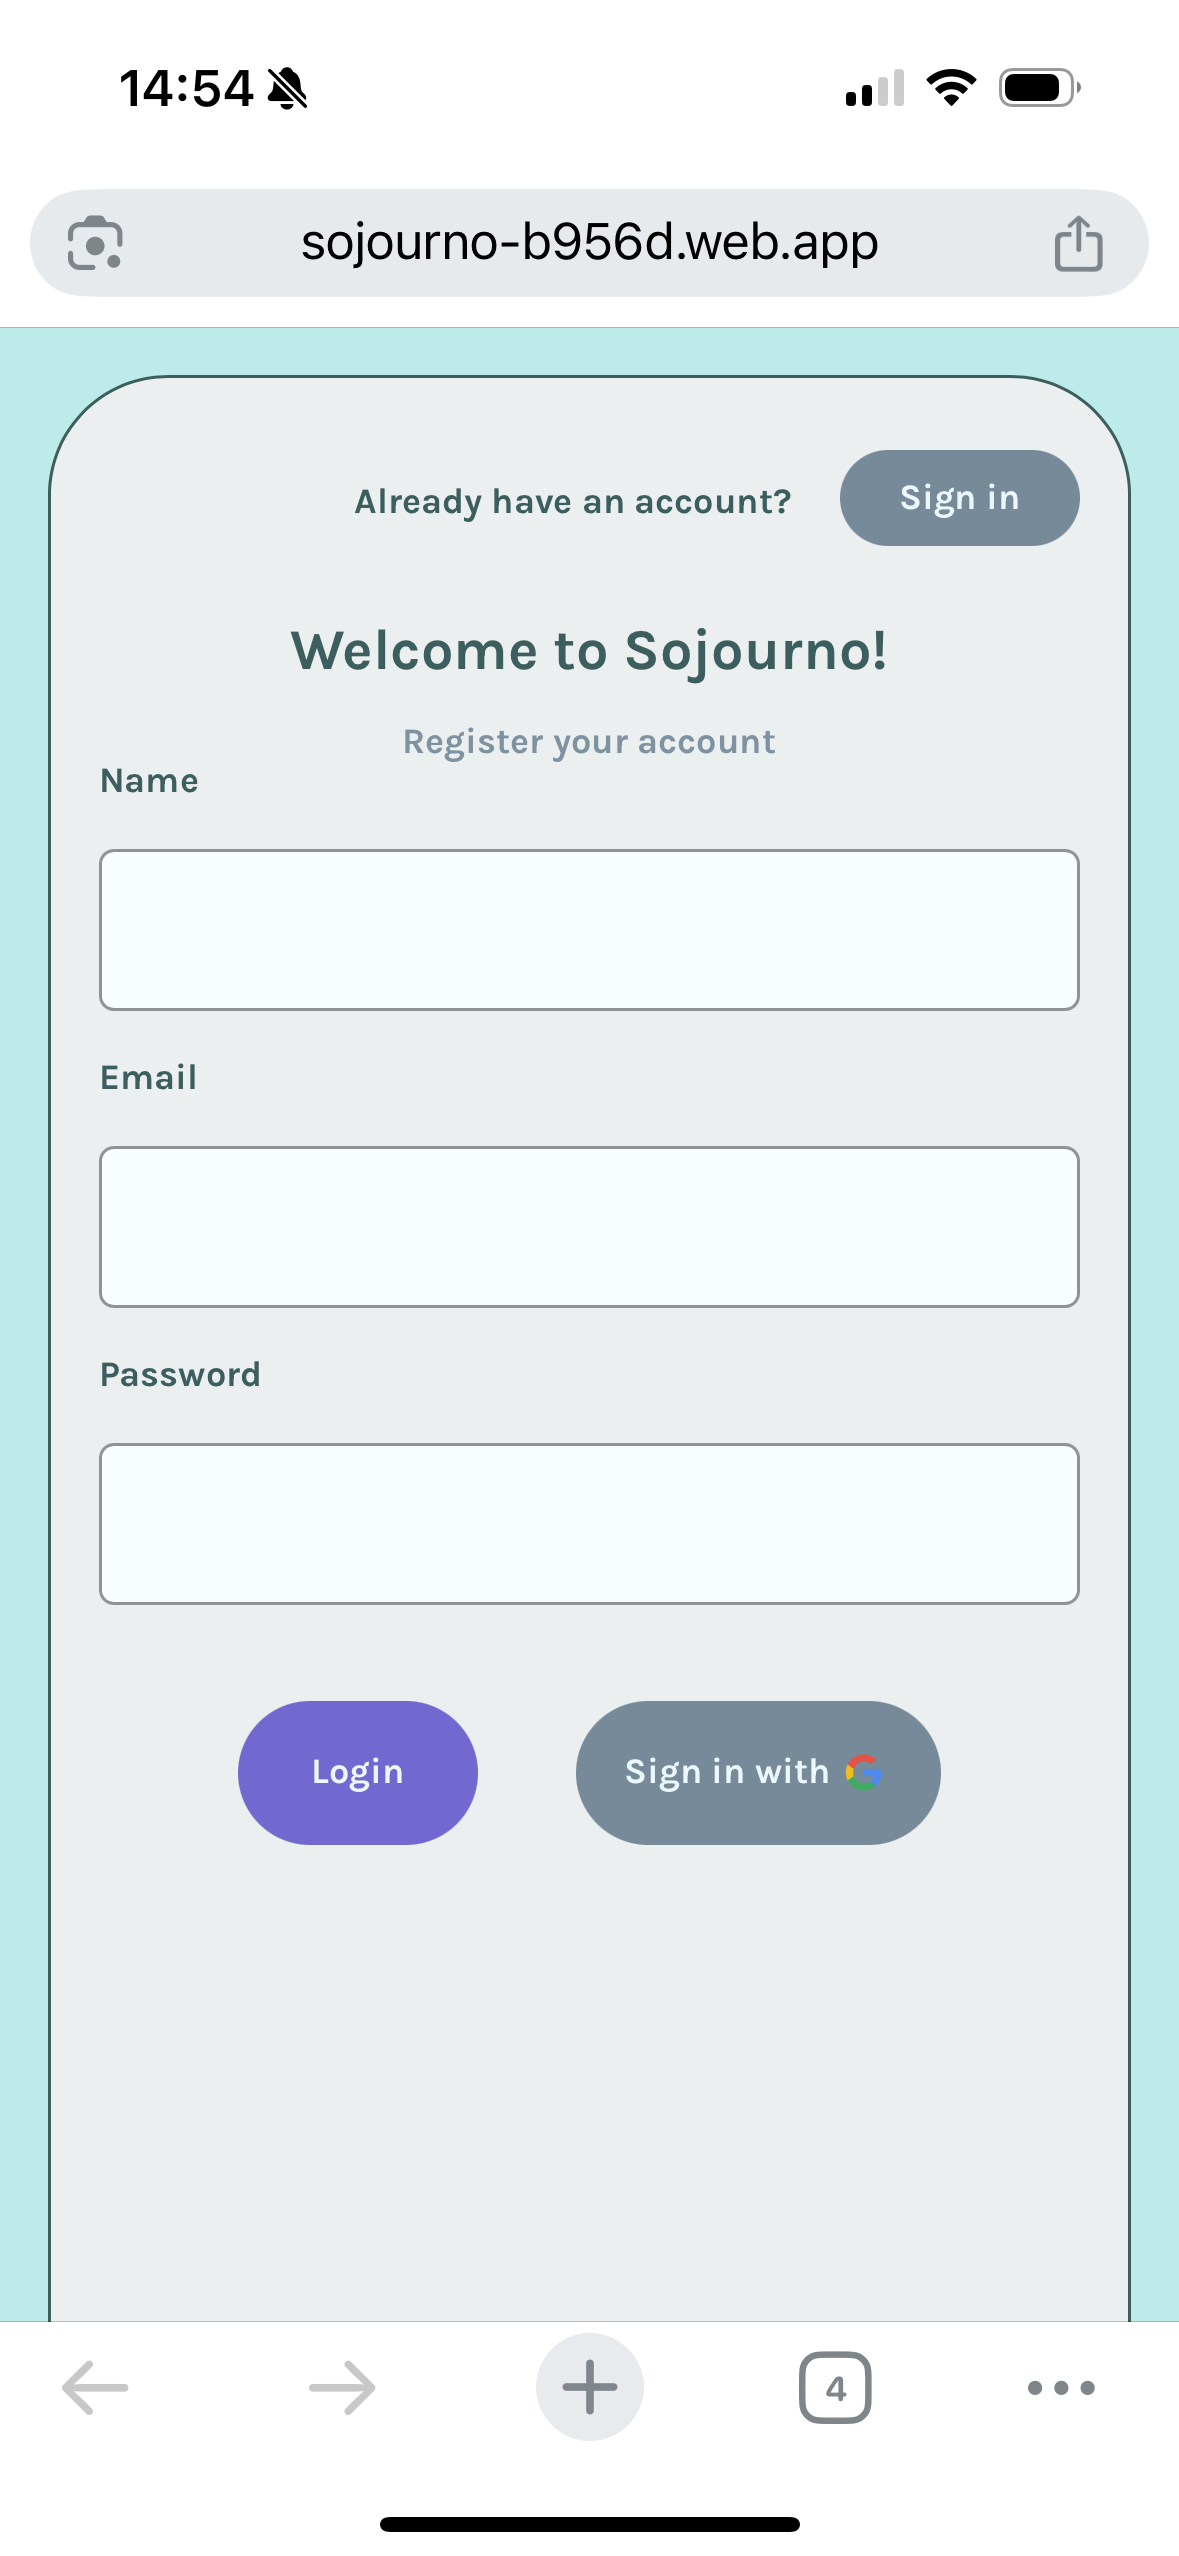 14:54
sojourno-b956d.web.app
Already have an account? Sign in
Welcome to Sojourno!
Register your account
Name
Email
Password
Login Sign in with
4